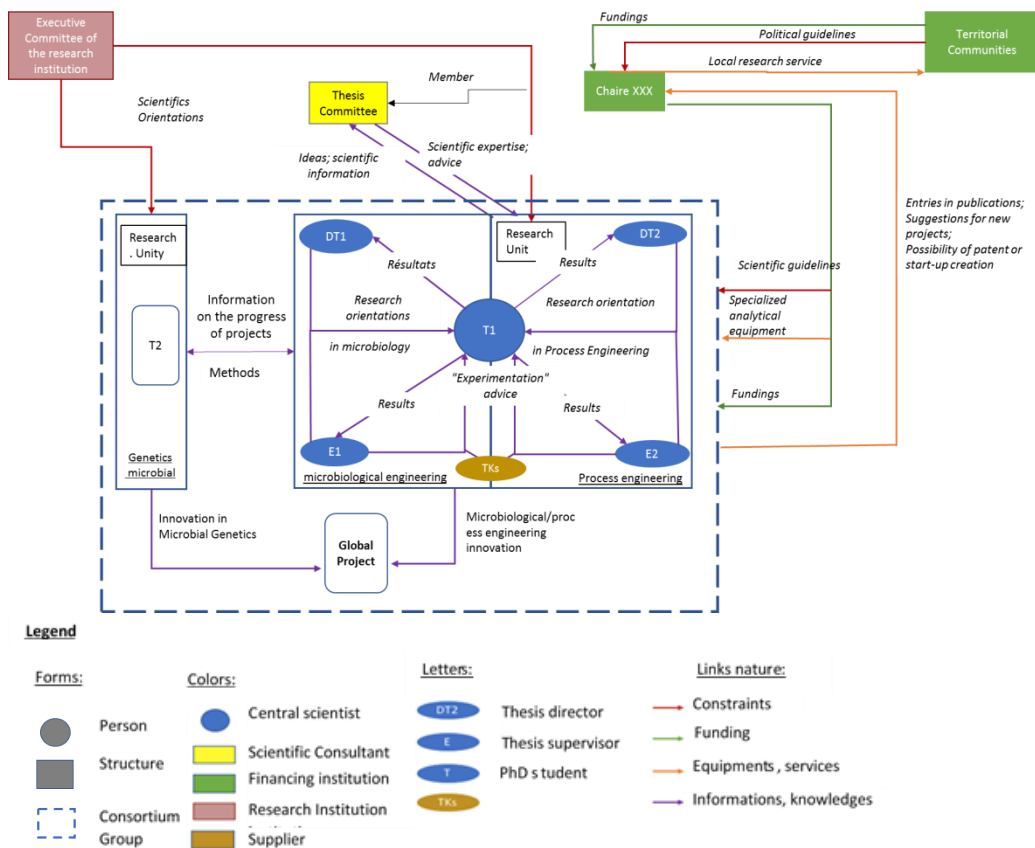 Executive
Committee of
the research
institution
Fundings
Political guidelines
Local research service
Territorial
Communities
Chaire XXX
Member
Thesis
Committee
Scientifics
Orientations
Ideas; scientific
information
Scientific expertise;
advice
Entries in publications;
Suggestions for new
projects;
Possibility of patent or
start-up creation
Research
. Unity
DT1
Research
Unit
DT2
Résultats
Results
Scientific guidelines
Information
on the progress
of projects
Research
orientations
Research orientation
Specialized
analytical
equipment
T2
T1
in microbiology
in Process Engineering
Methods
"Experimentation"
advice
Results
Results
Fundings
E1
TKs
E2
Genetics
microbial
microbiological engineering
Process engineering
Innovation in
Microbial Genetics
Microbiological/proc
ess engineering
innovation
Global
Project
Legend
Forms:
Person
Structure
Consortium
Group
Colors:
Central scientist
Scientific Consultant
Financing institution
Research Institution
Supplier
Letters:
DT2
Thesis director
E
Thesis supervisor
T
PhD s tudent
TKs
Links nature:
Constraints
Funding
Equipments , services
Informations, knowledges